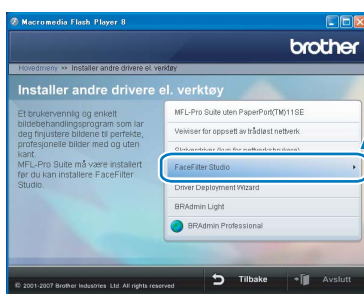 Macromedia Flash Player 8
brother
Hovedmeny >> Installer andre drivere el. verktøy
Installer andre drivere el. verktøy
Et brukervennlig og enkelt
bildebehandlingsprogram som lar
deg finjustere bildene til perfekte,
profesjonelle bilder med og uten
kant.
MFL-Pro Suite må være installert
før du kan installere FaceFilter
Studio.
MFL-Pro Suite uten PaperPort(TM)11SE
Veiviser for oppsett av trådløst nettverk
Skriverdriver (kun for nettverksbrukere)
FaceFilter Studio
Driver Deployment Wizard
BRAdmin Light
BRAdmin Professional
© 2001-2007 Brother Industries Ltd. All rights reserved
Tilbake
Avslutt